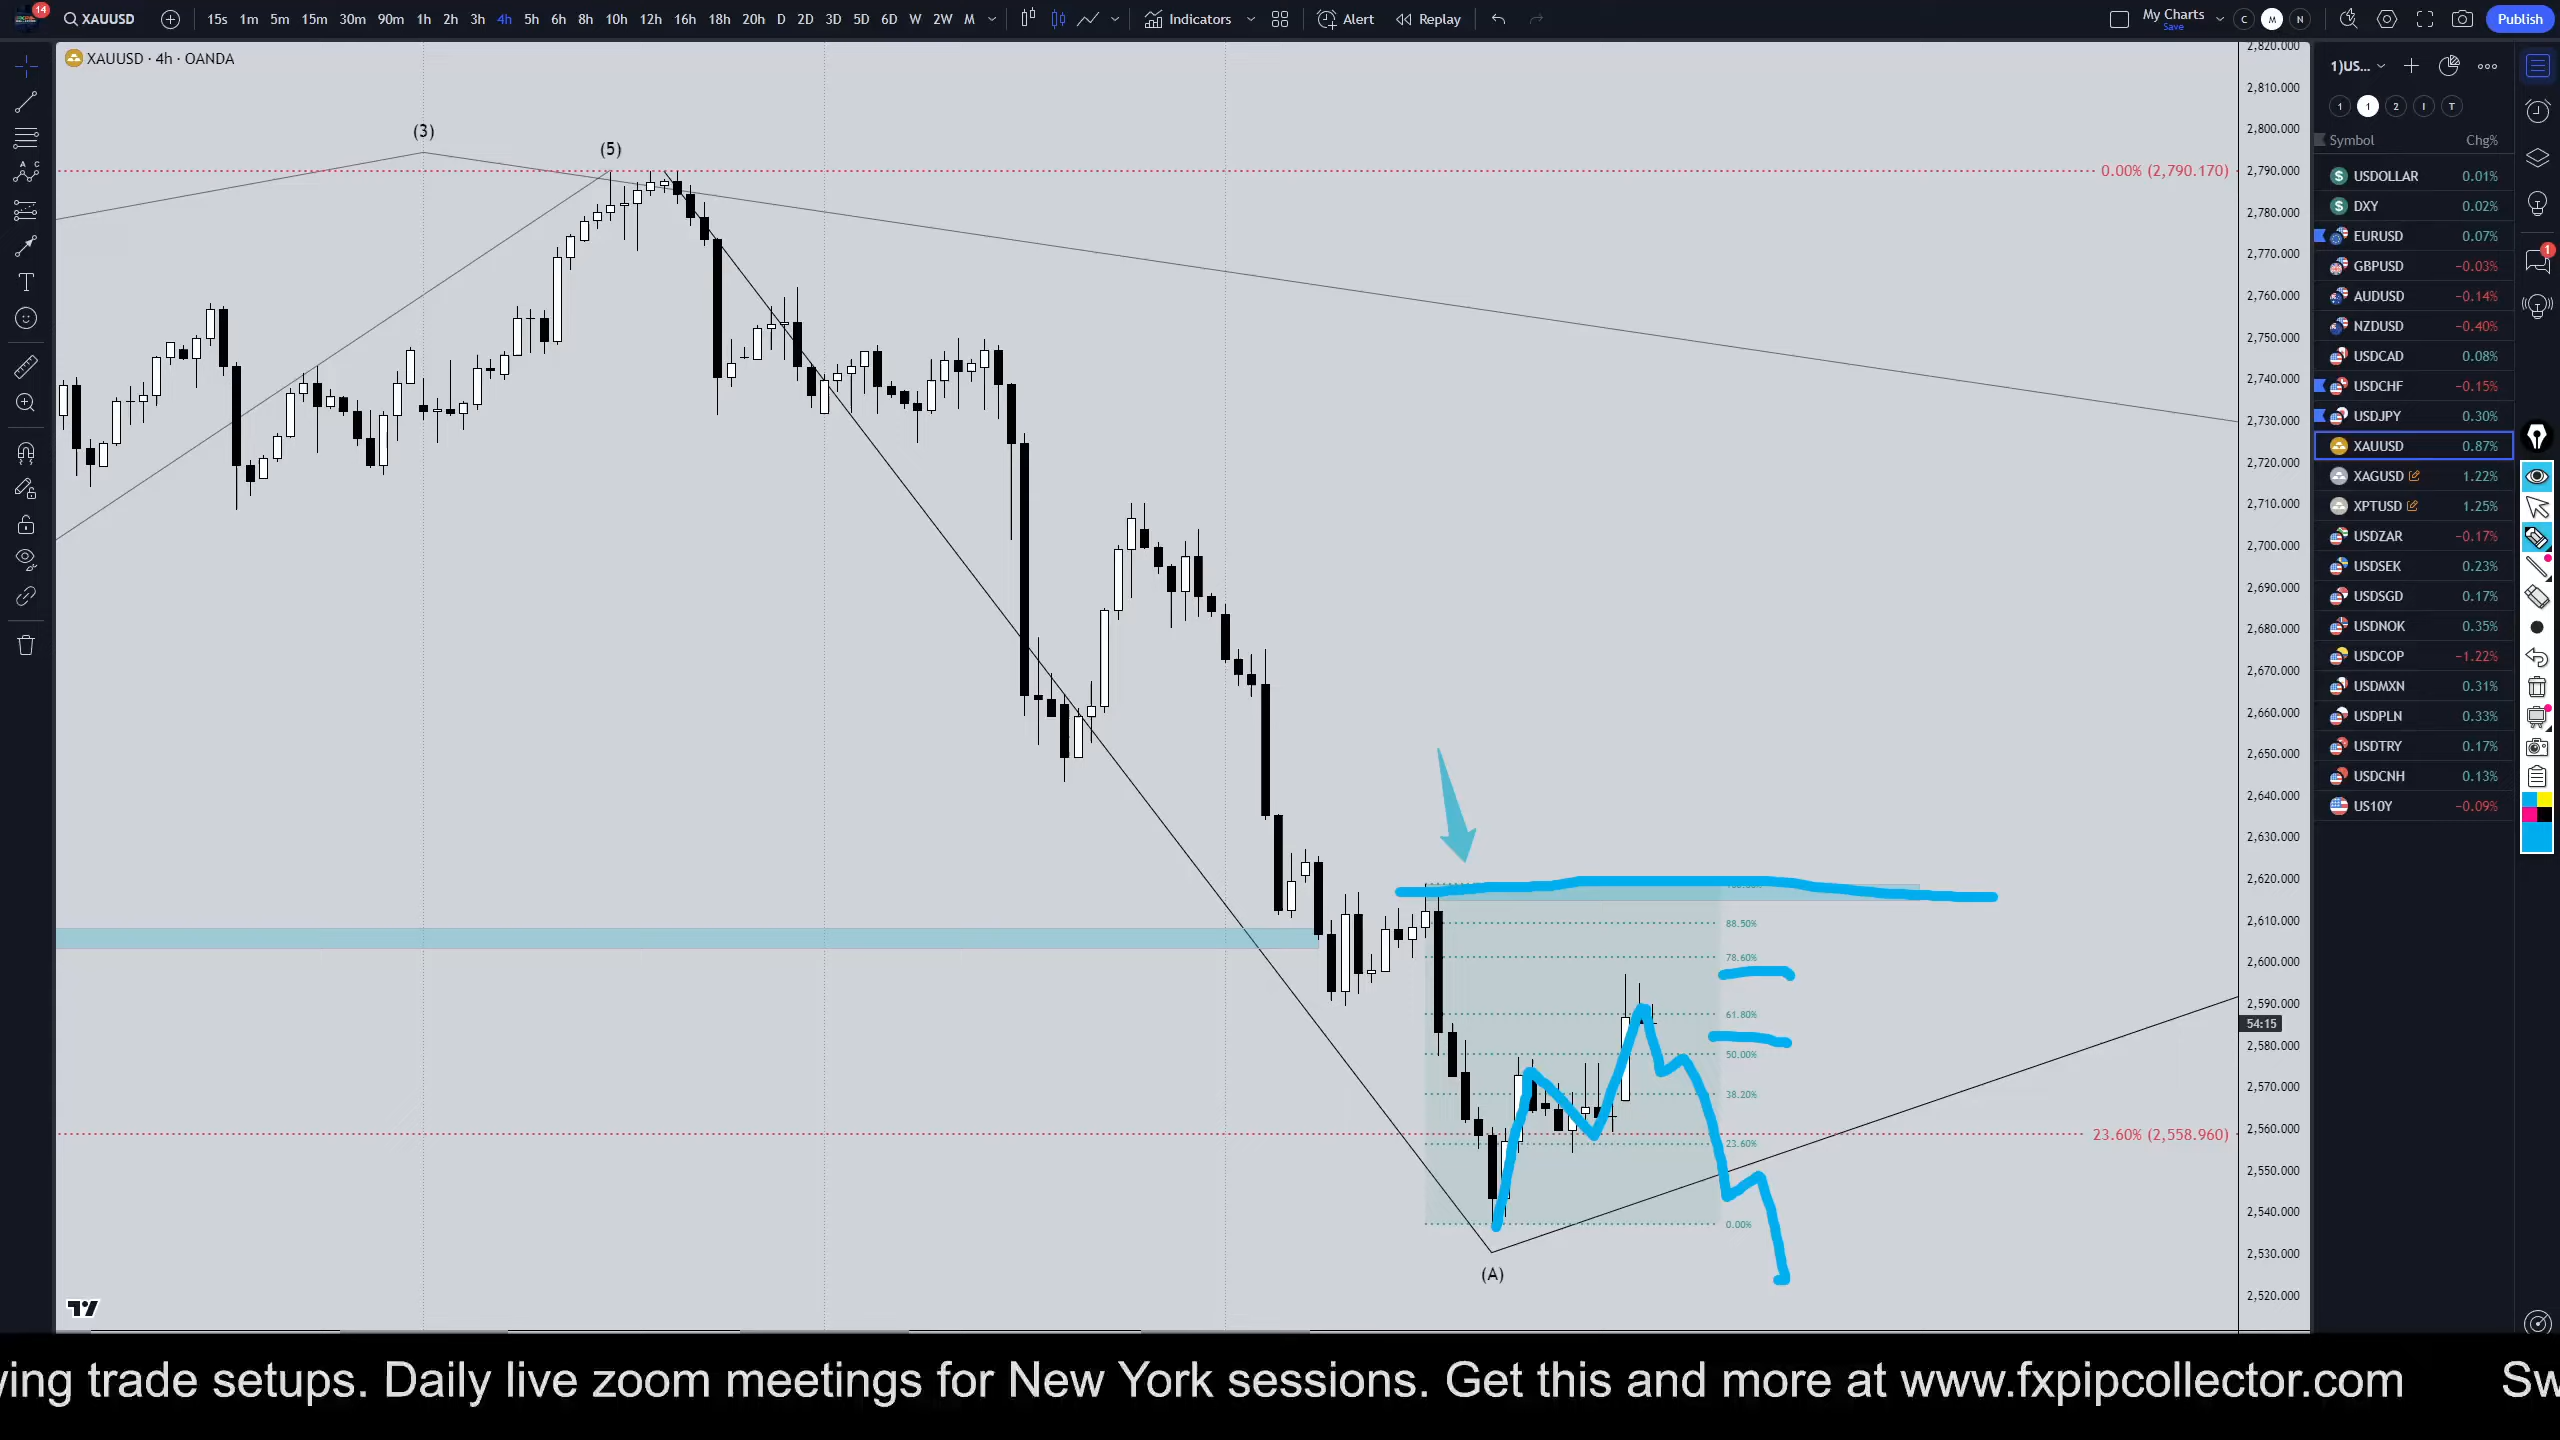 14
XAUUSD
15s 1m 5m 15m 30m 90m 1h 2h 3h 4h 5h 6h 8h 10h 12h 16h 18h 20h D 2D 3D 5D 6D W 2W M
Indicators
Alert
Replay
My Charts
Save
C M N
Publish
XAUUSD · 4h · OANDA
(3)
(5)
0.00% (2,790.170)
100.00%
88.50%
78.60%
61.80%
50.00%
38.20%
23.60%
0.00%
23.60% (2,558.960)
(A)
2,820.000
2,810.000
2,800.000
2,790.000
2,780.000
2,770.000
2,760.000
2,750.000
2,740.000
2,730.000
2,720.000
2,710.000
2,700.000
2,690.000
2,680.000
2,670.000
2,660.000
2,650.000
2,640.000
2,630.000
2,620.000
2,610.000
2,600.000
2,590.000
54:15
2,580.000
2,570.000
2,560.000
2,550.000
2,540.000
2,530.000
2,520.000
1)US...
1 1 2 I T
Symbol Chg%
USDOLLAR 0.01%
DXY 0.02%
EURUSD 0.07%
GBPUSD −0.03%
AUDUSD −0.14%
NZDUSD −0.40%
USDCAD 0.08%
USDCHF −0.15%
USDJPY 0.30%
XAUUSD 0.87%
XAGUSD 1.22%
XPTUSD 1.25%
USDZAR −0.17%
USDSEK 0.23%
USDSGD 0.17%
USDNOK 0.35%
USDCOP −1.22%
USDMXN 0.31%
USDPLN 0.33%
USDTRY 0.17%
USDCNH 0.13%
US10Y −0.09%
1
ying trade setups. Daily live zoom meetings for New York sessions. Get this and more at www.fxpipcollector.com Sw